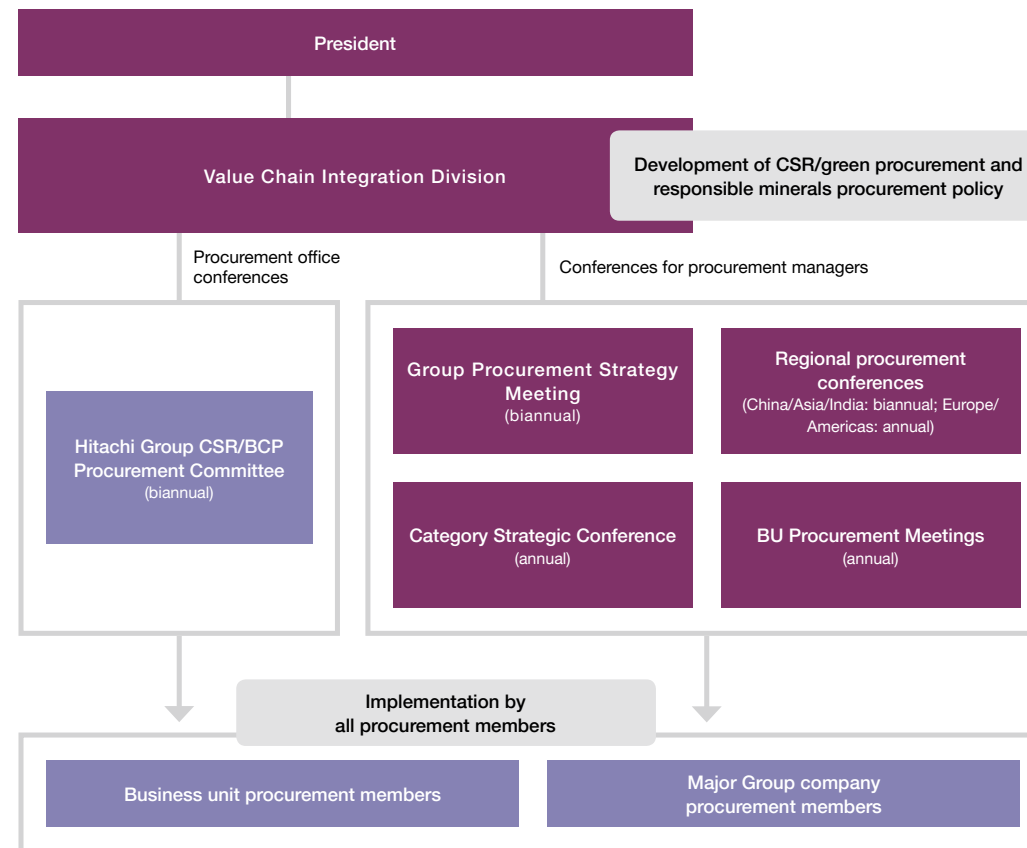 President
Value Chain Integration Division
Development of CSR/green procurement and
responsible minerals procurement policy
Procurement office
conferences
Conferences for procurement managers
Hitachi Group CSR/BCP
Procurement Committee
(biannual)
Group Procurement Strategy
Meeting
(biannual)
Regional procurement
conferences
(China/Asia/India: biannual; Europe/
Americas: annual)
Category Strategic Conference
(annual)
BU Procurement Meetings
(annual)
Implementation by
all procurement members
Business unit procurement members
Major Group company
procurement members